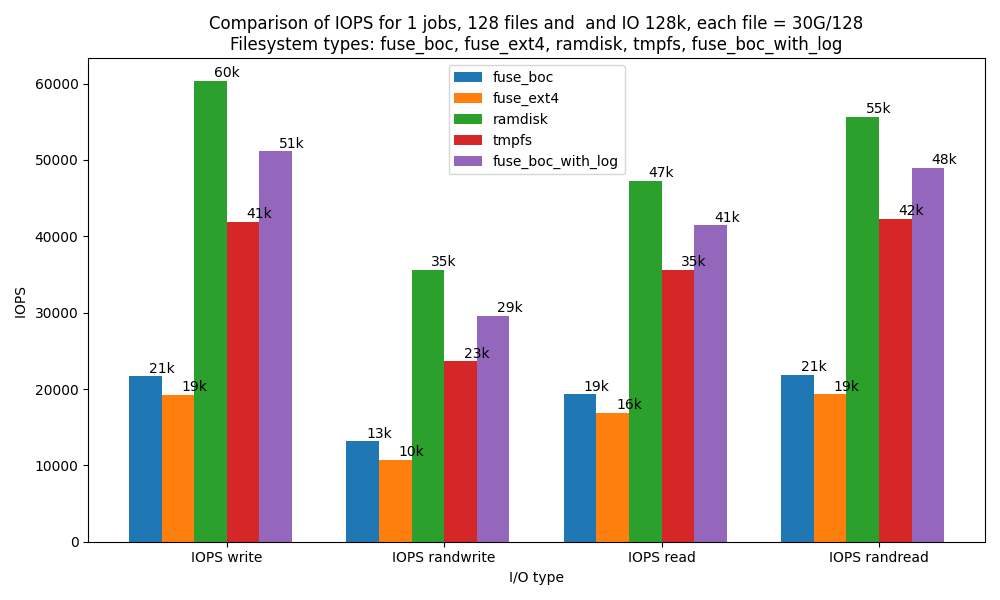 Comparison of IOPS for 1 jobs, 128 files and  and IO 128k, each file = 30G/128
Filesystem types: fuse_boc, fuse_ext4, ramdisk, tmpfs, fuse_boc_with_log
fuse_boc
fuse_ext4
ramdisk
tmpfs
fuse_boc_with_log
IOPS
60000
50000
40000
30000
20000
10000
0
21k
19k
60k
41k
51k
13k
10k
35k
23k
29k
19k
16k
47k
35k
41k
21k
19k
55k
42k
48k
IOPS write
IOPS randwrite
IOPS read
IOPS randread
I/O type